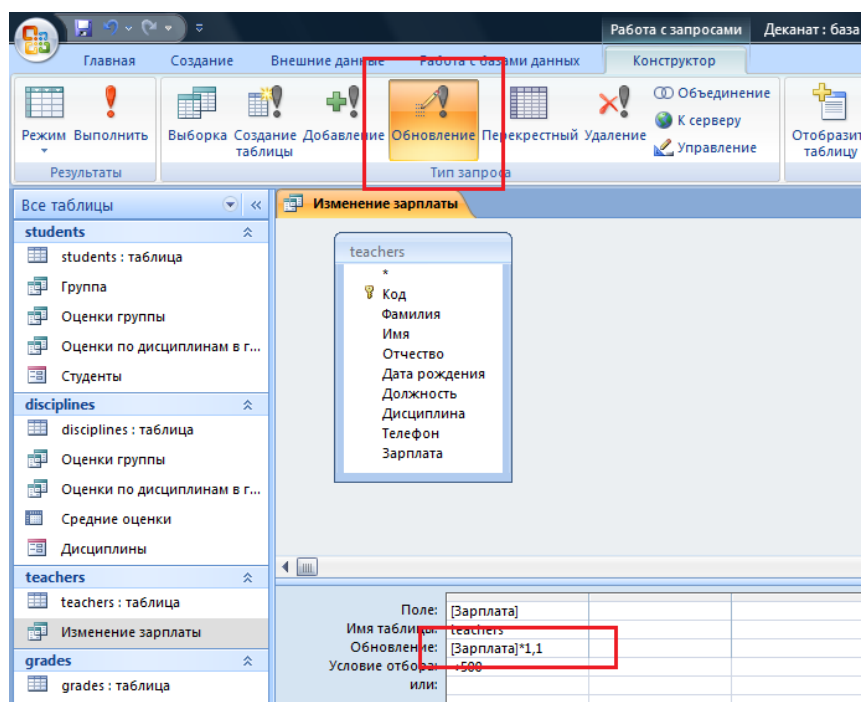 Работа с запросами
Деканат : база
Главная
Создание
Внешние данные
Работа с базами данных
Конструктор
Режим
Выполнить
Выборка
Создание таблицы
Добавление
Обновление
Перекрестный
Удаление
Объединение
К серверу
Управление
Отобразит
таблицу
Результаты
Тип запроса
Все таблицы
Изменение зарплаты
students
students : таблица
Группа
Оценки группы
Оценки по дисциплинам в г...
Студенты
disciplines
disciplines : таблица
Оценки группы
Оценки по дисциплинам в г...
Средние оценки
Дисциплины
teachers
teachers : таблица
Изменение зарплаты
grades
grades : таблица
teachers
*
Код
Фамилия
Имя
Отчество
Дата рождения
Должность
Дисциплина
Телефон
Зарплата
Поле: [Зарплата]
Имя таблицы: teachers
Обновление: [Зарплата]*1,1
Условие отбора:
или: